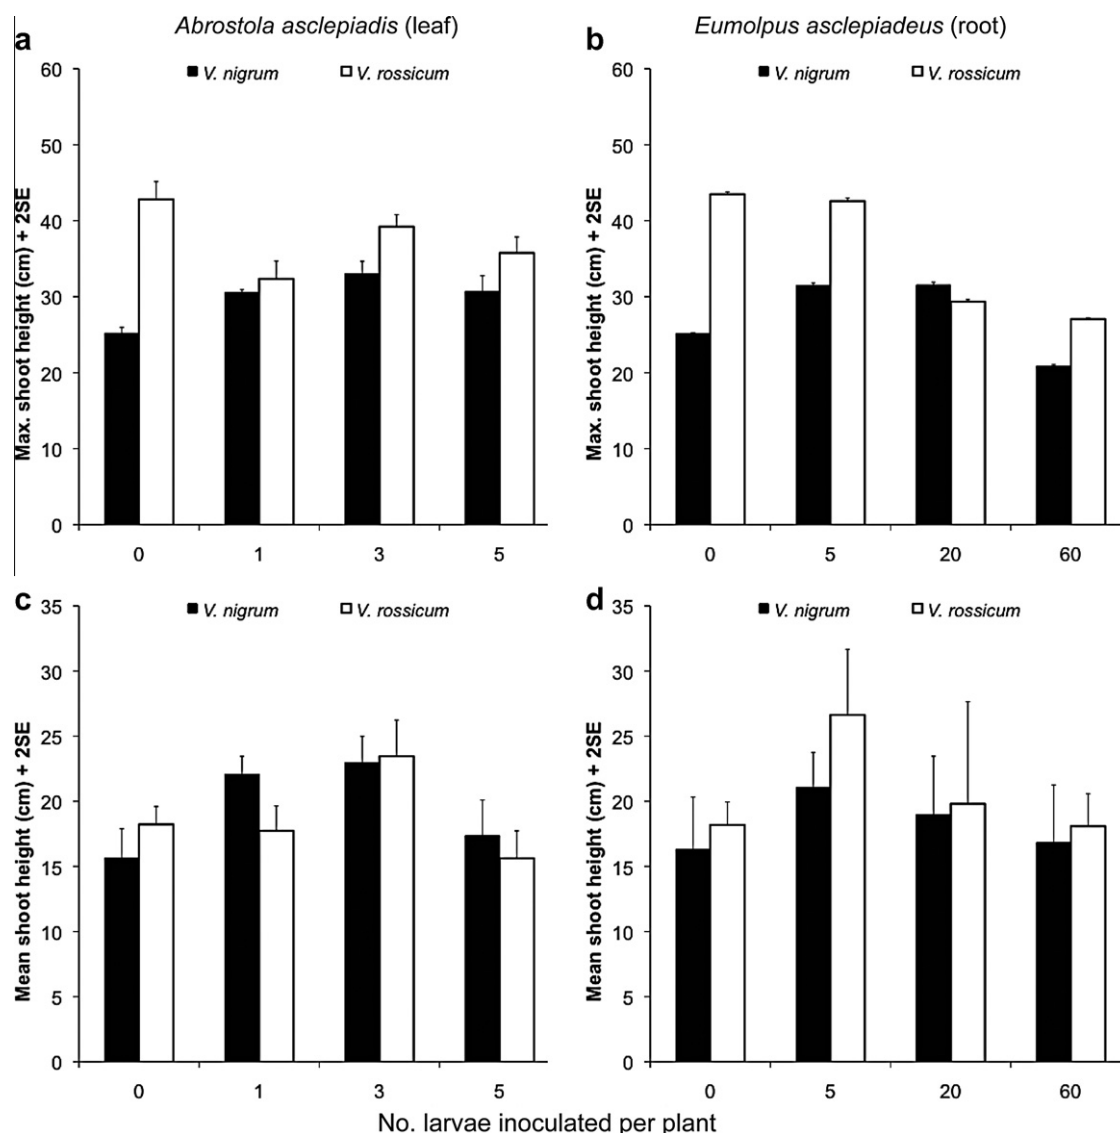 Abrostola asclepiadis (leaf)
Eumolpus asclepiadeus (root)
a
V. nigrum V. rossicum
Max. shoot height (cm) + 2SE
60
50
40
30
20
10
0
0 1 3 5
b
V. nigrum V. rossicum
Max. shoot height (cm) + 2SE
60
50
40
30
20
10
0
0 5 20 60
c
V. nigrum V. rossicum
Mean shoot height (cm) + 2SE
35
30
25
20
15
10
5
0
0 1 3 5
d
V. nigrum V. rossicum
Mean shoot height (cm) + 2SE
35
30
25
20
15
10
5
0
0 5 20 60
No. larvae inoculated per plant